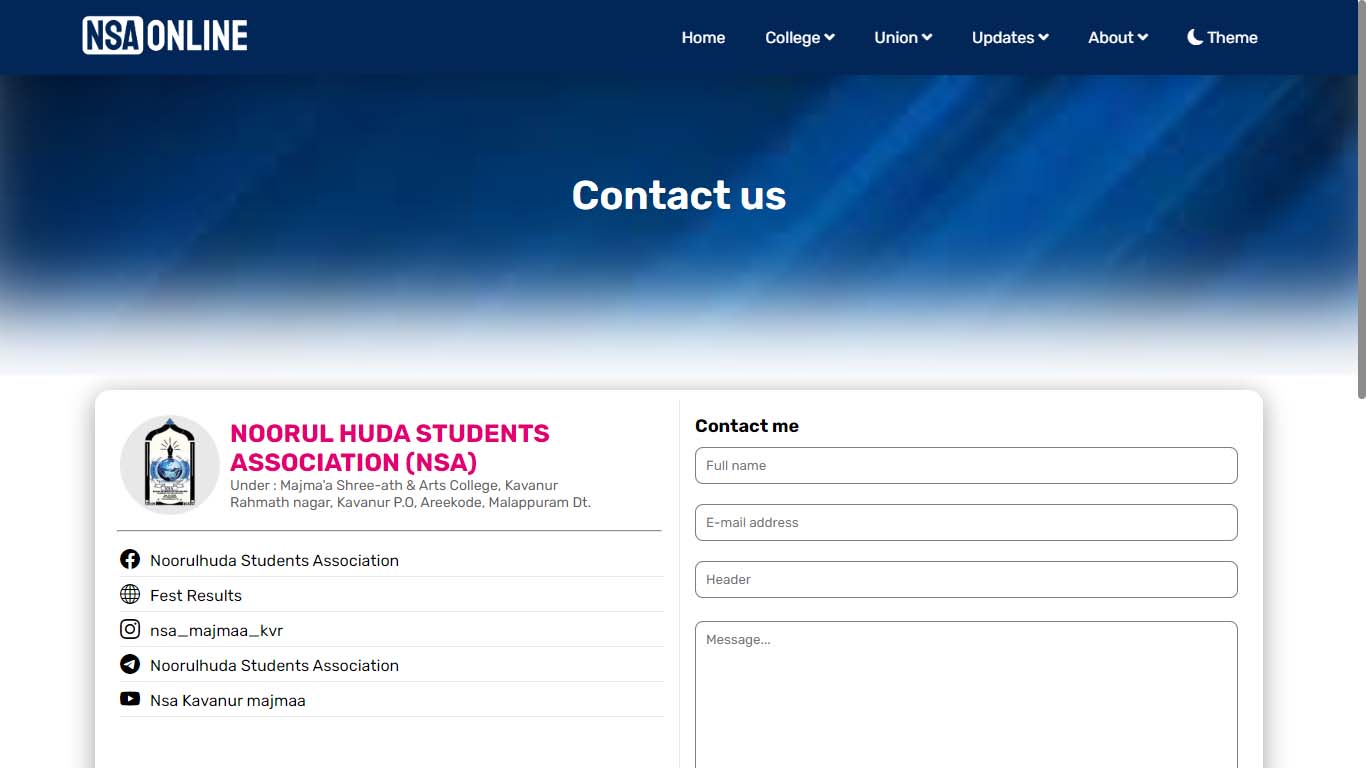 NSA ONLINE
Home
College
Union
Updates
About
Theme
Contact us
NOORUL HUDA STUDENTS
ASSOCIATION (NSA)
Under : Majma'a Shree-ath & Arts College, Kavanur
Rahmath nagar, Kavanur P.O, Areekode, Malappuram Dt.
Noorulhuda Students Association
Fest Results
nsa_majmaa_kvr
Noorulhuda Students Association
Nsa Kavanur majmaa
Contact me
Full name
E-mail address
Header
Message...